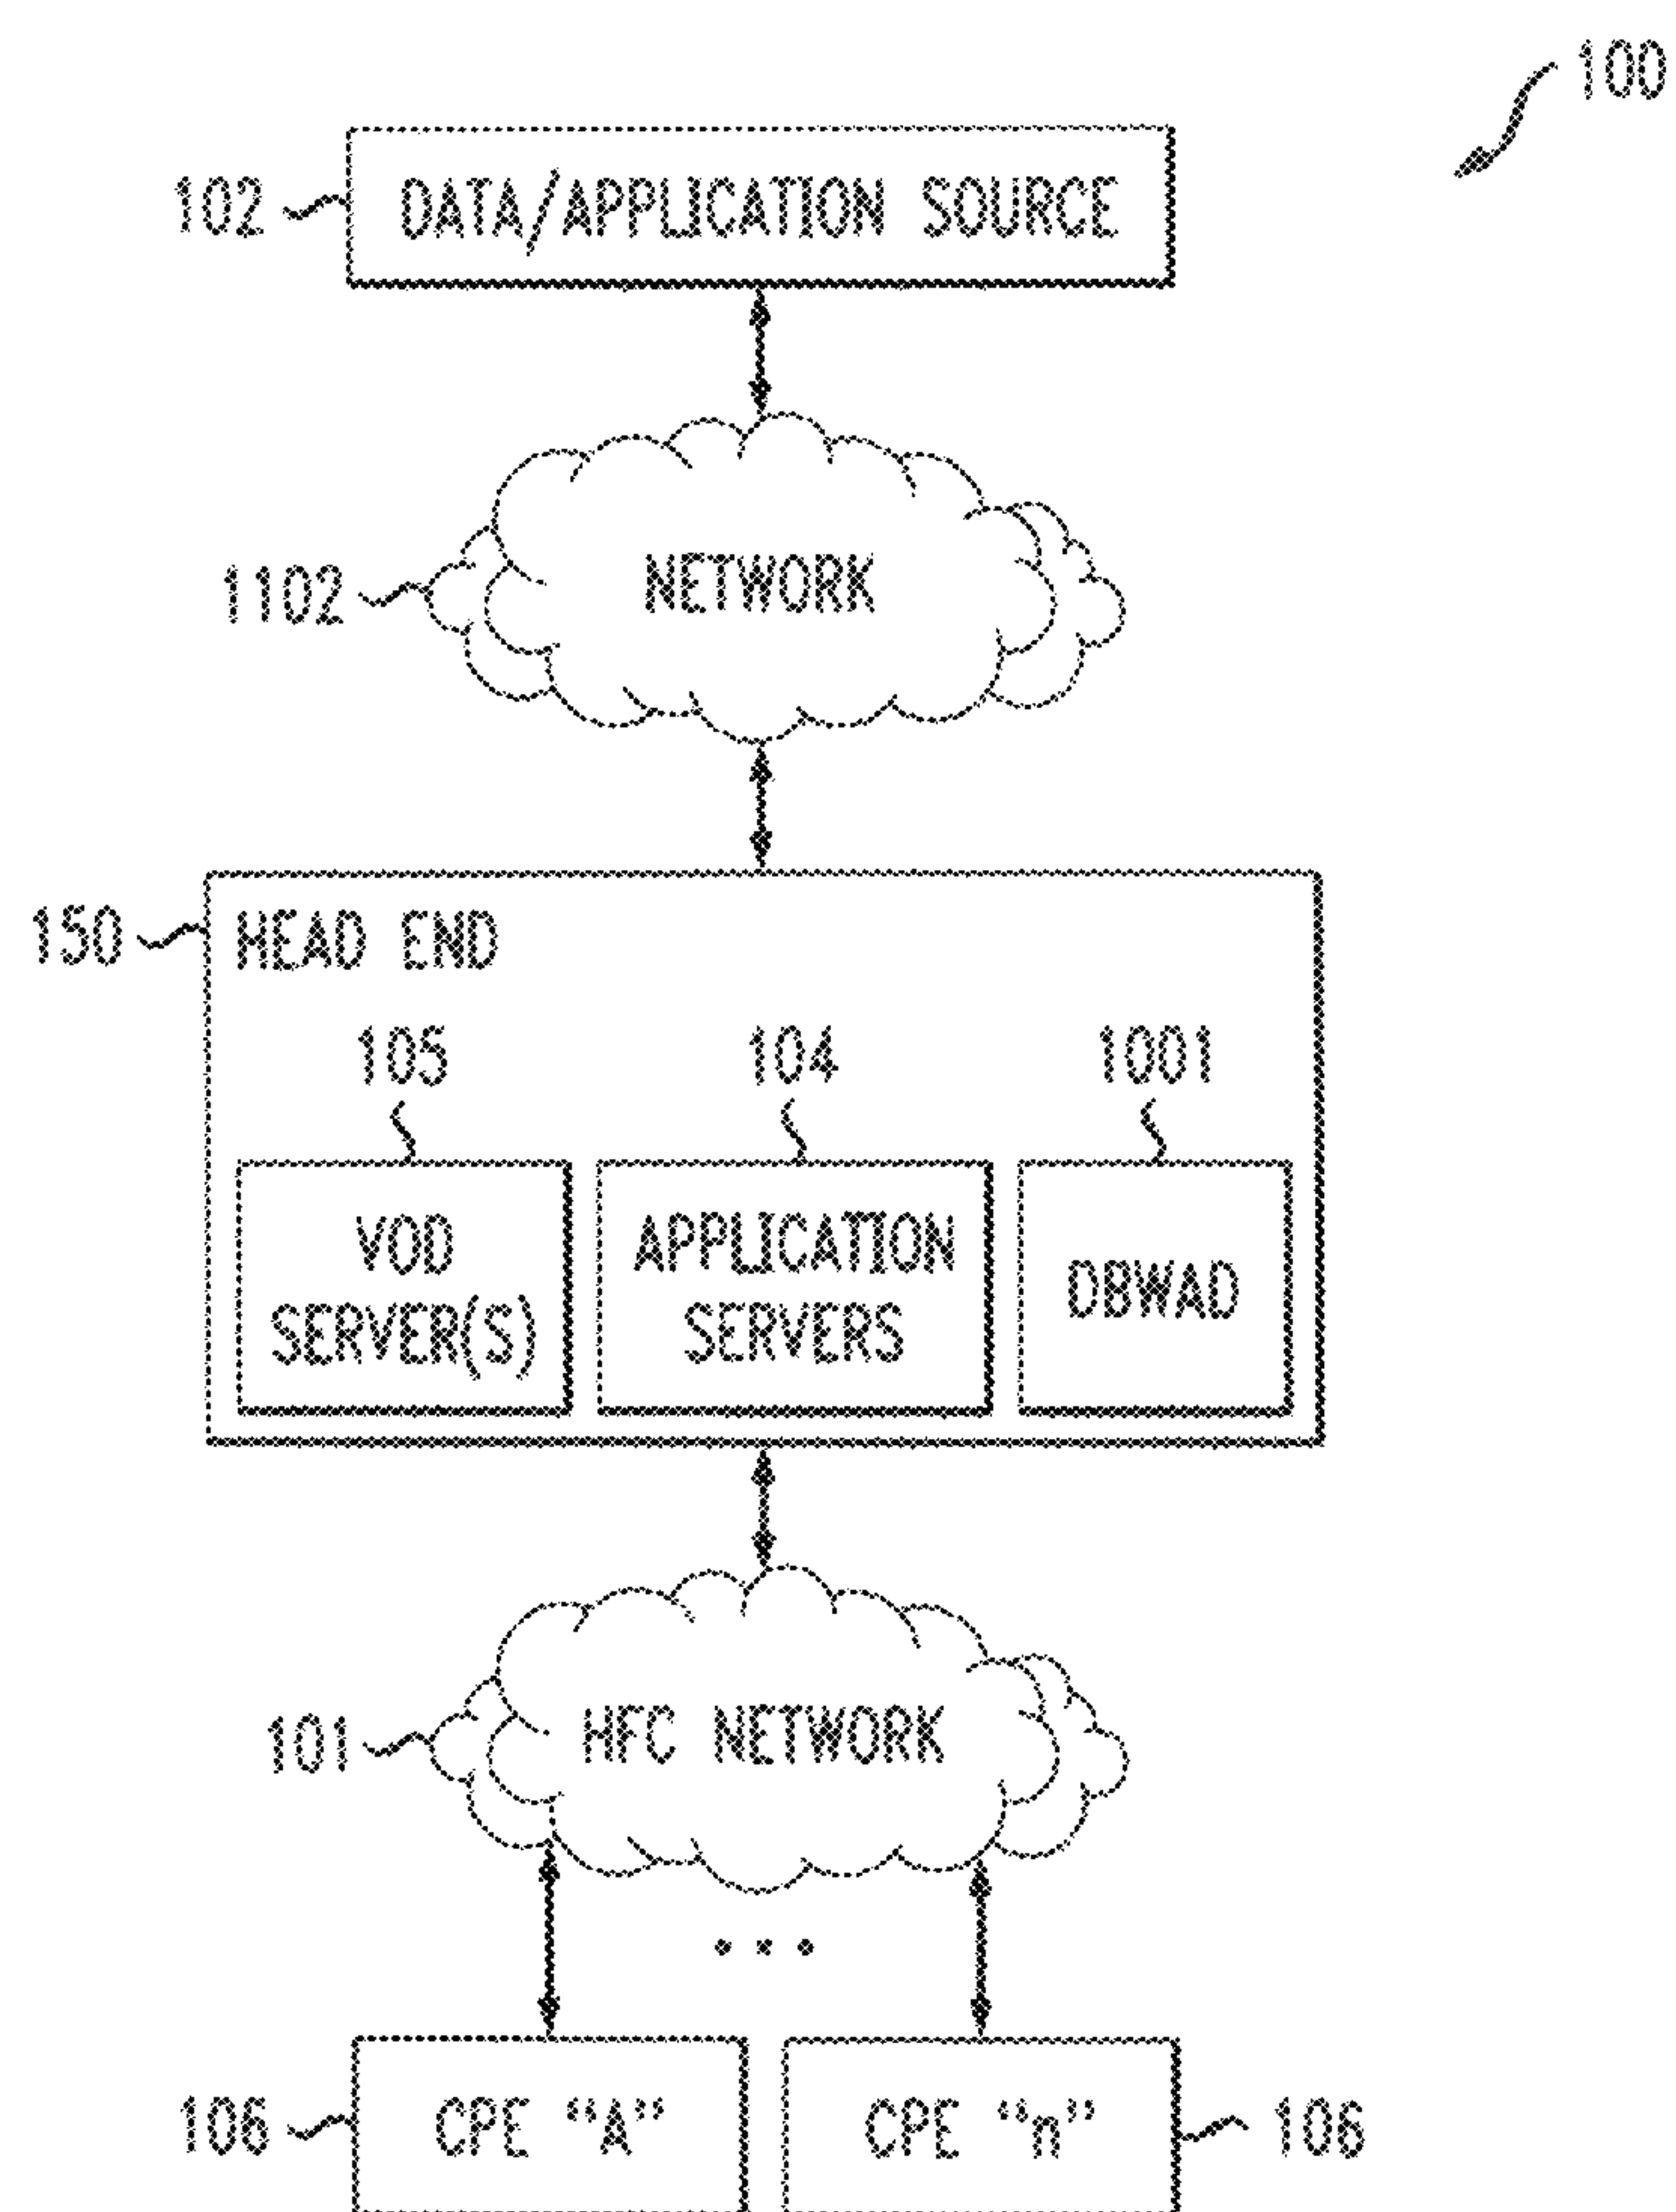 100
102 DATA/APPLICATION SOURCE
1102 NETWORK
150 HEAD END
105 104 1001
VOD
SERVER(S)
APPLICATION
SERVERS
DBWAD
101 HFC NETWORK
• • •
106 CPE “A”
CPE “n” 106